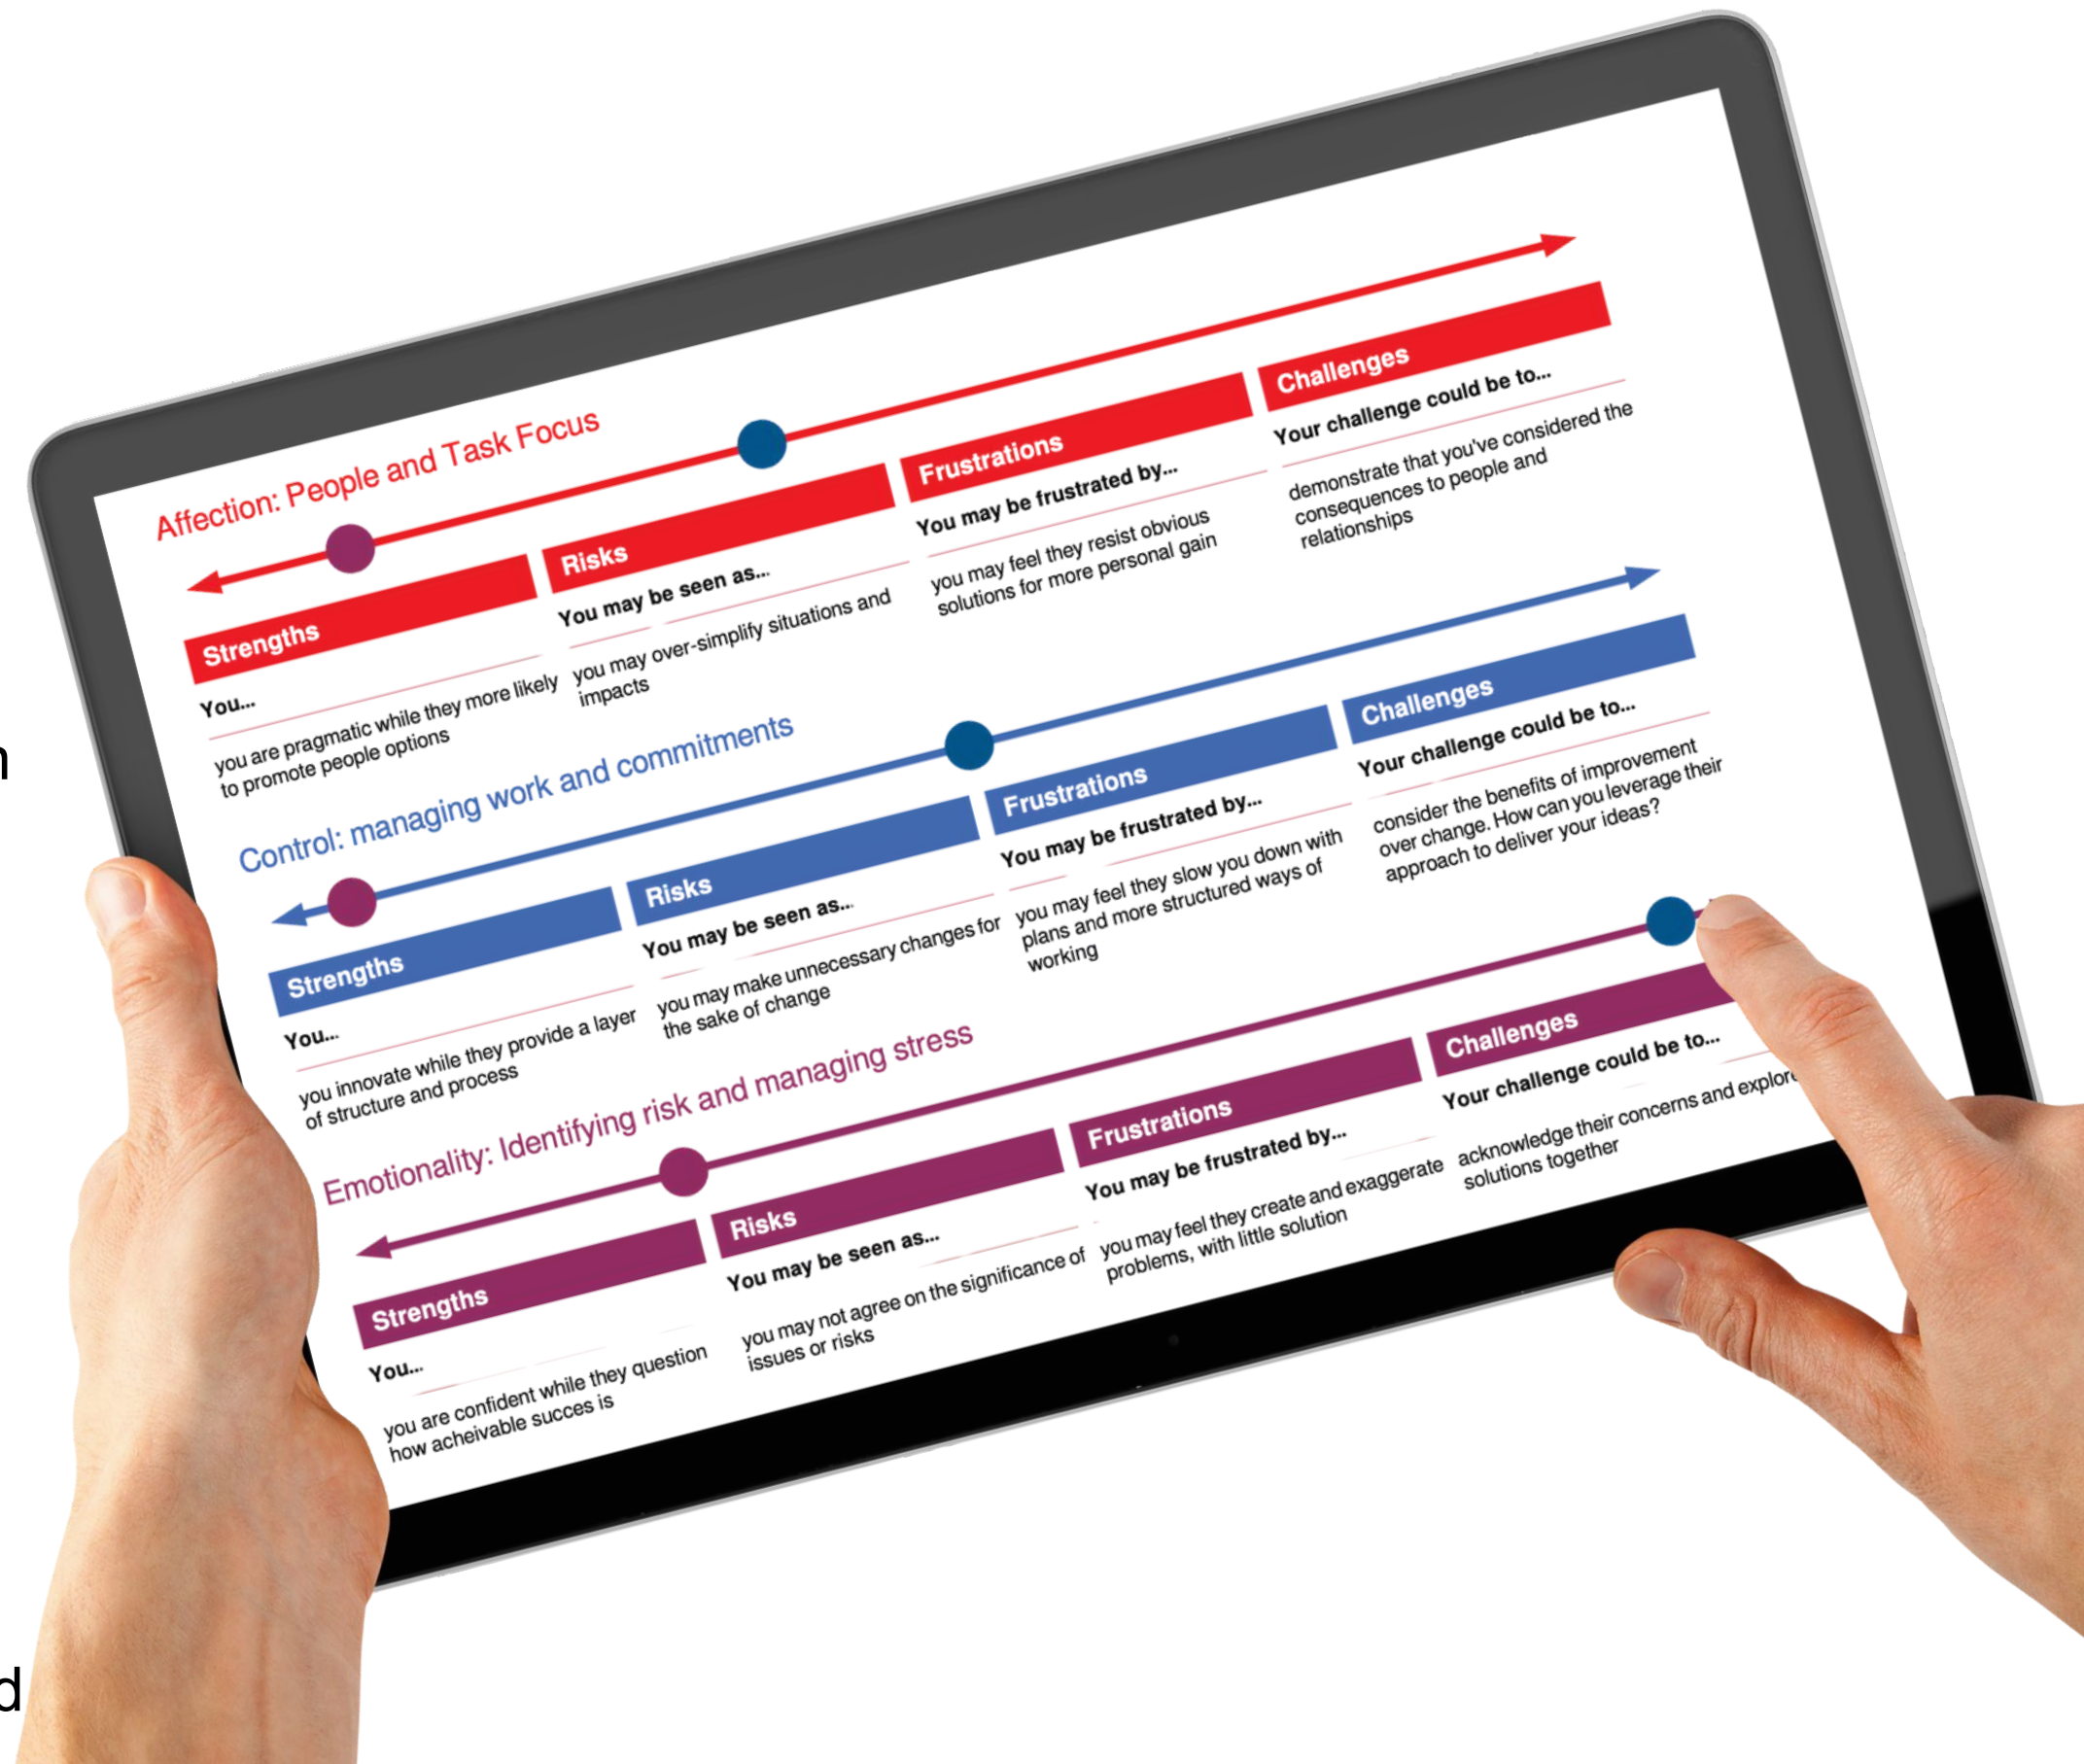 Affection: People and Task Focus
Strengths
You...
you are pragmatic while they more likely
to promote people options
Risks
You may be seen as...
you may over-simplify situations and
impacts
Frustrations
You may be frustrated by...
you may feel they resist obvious
solutions for more personal gain
Challenges
Your challenge could be to...
demonstrate that you've considered the
consequences to people and
relationships
Control: managing work and commitments
Strengths
You...
you innovate while they provide a layer
of structure and process
Risks
You may be seen as...
you may make unnecessary changes for
the sake of change
Frustrations
You may be frustrated by...
you may feel they slow you down with
plans and more structured ways of
working
Challenges
Your challenge could be to...
consider the benefits of improvement
over change. How can you leverage their
approach to deliver your ideas?
Emotionality: Identifying risk and managing stress
Strengths
You...
you are confident while they question
how acheivable succes is
Risks
You may be seen as...
you may not agree on the significance of
issues or risks
Frustrations
You may be frustrated by...
you may feel they create and exaggerate
problems, with little solution
Challenges
Your challenge could be to...
acknowledge their concerns and explore
solutions together